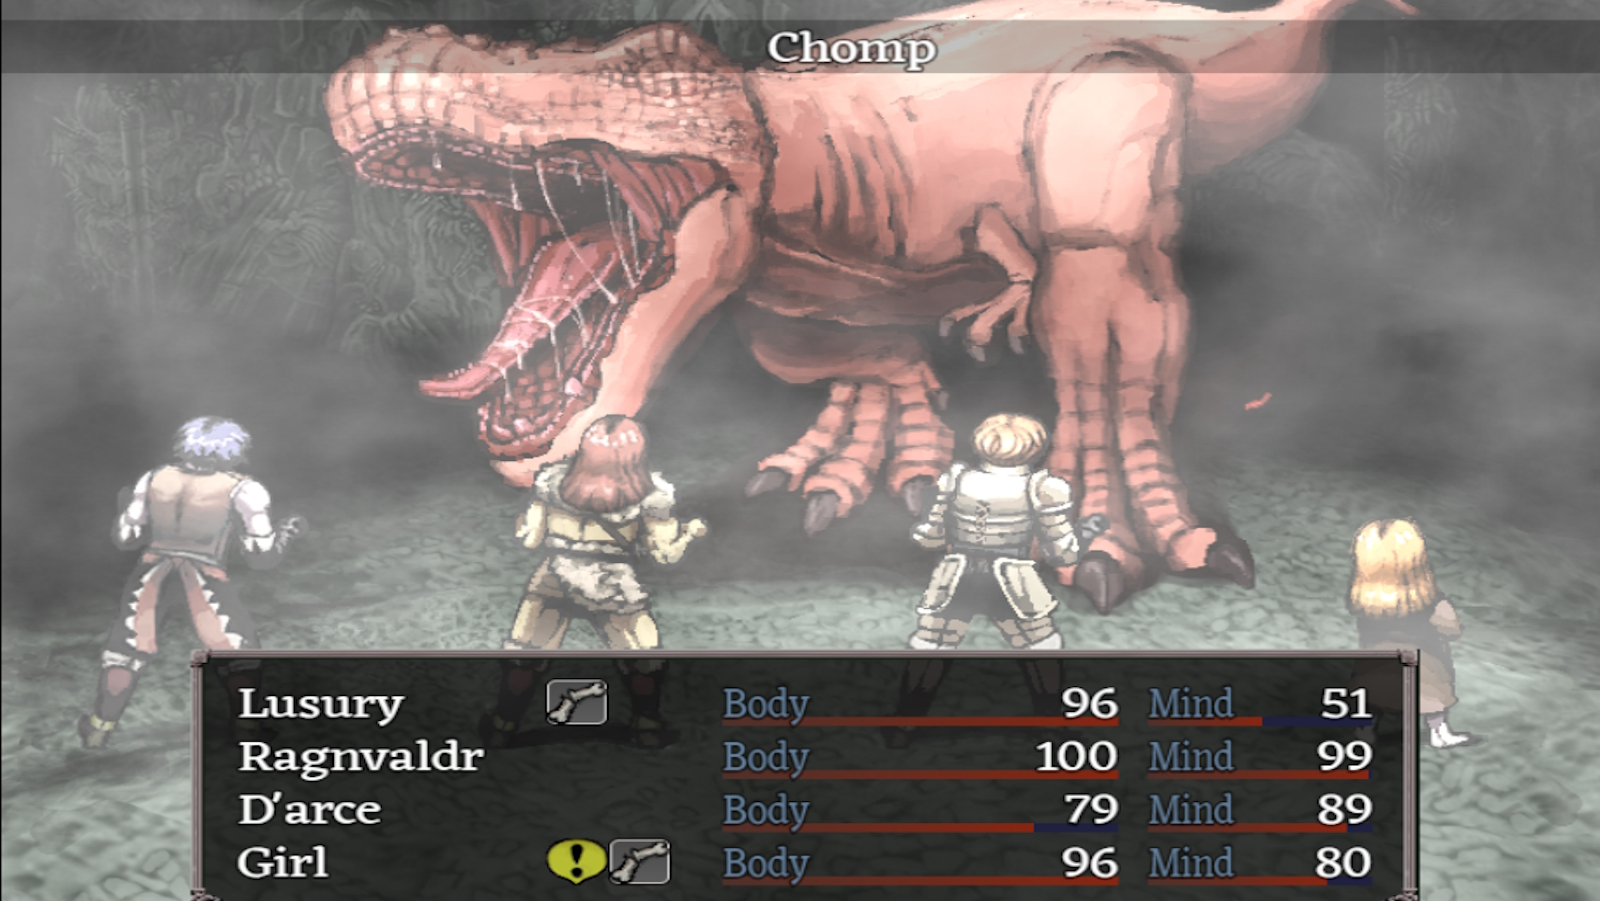 Chomp
Lusury Body 96 Mind 51
Ragnvaldr Body 100 Mind 99
D'arce Body 79 Mind 89
Girl ! Body 96 Mind 80